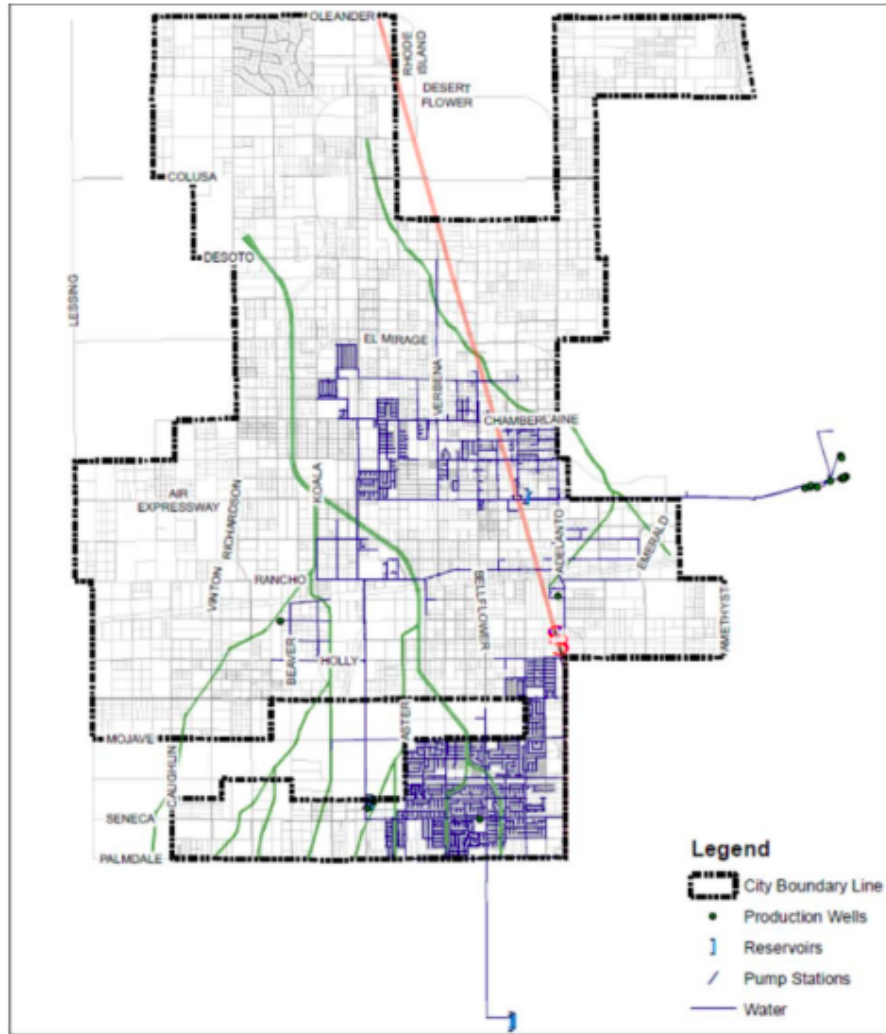 OLEANDER
RHODE
ISLAND
DESERT
FLOWER
COLUSA
DESOTO
LESSING
EL MIRAGE
VERBENA
CHAMBERLAINE
AIR
EXPRESSWAY
RICHARDSON
VINTON
KOALA
RANCHO
ADELANTO
EMERALD
BELLFLOWER
AMETHYST
BEAVER
HOLLY
ASTER
MOJAVE
CAUGHLIN
SENECA
PALMDALE
Legend
City Boundary Line
Production Wells
Reservoirs
Pump Stations
Water